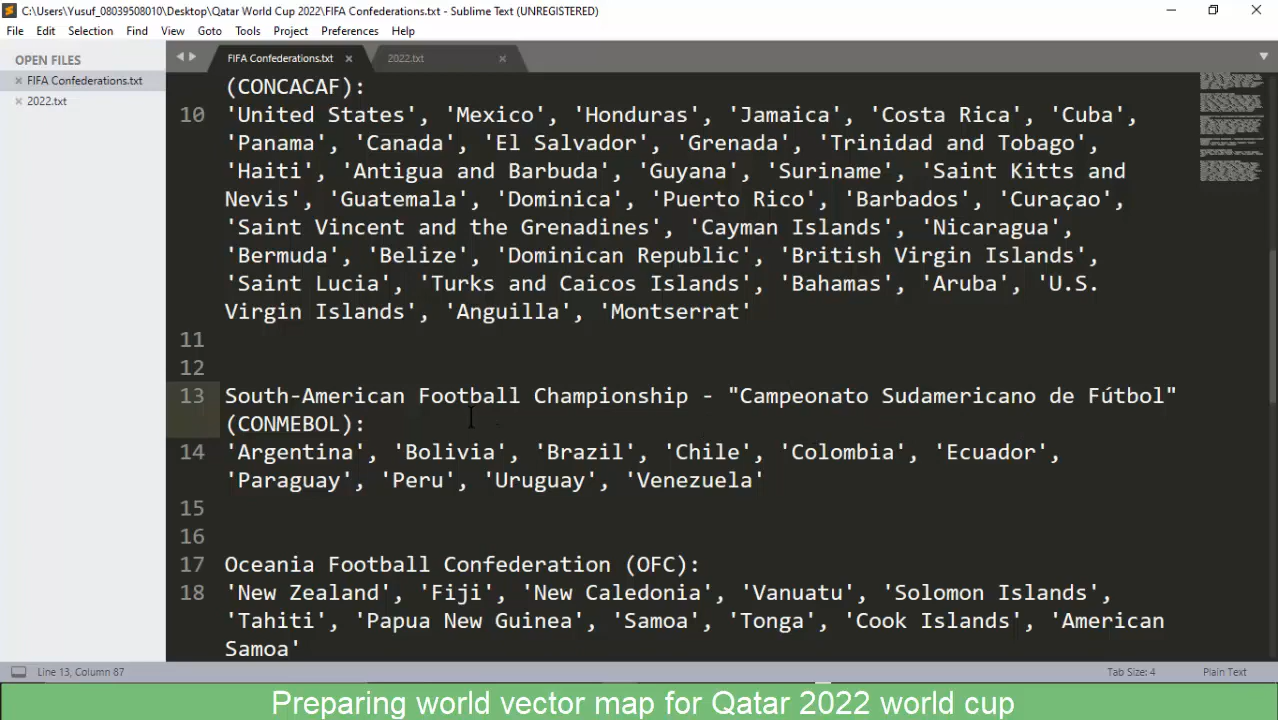 C:\Users\Yusuf_08039508010\Desktop\Qatar World Cup 2022\FIFA Confederations.txt - Sublime Text (UNREGISTERED)
File Edit Selection Find View Goto Tools Project Preferences Help
OPEN FILES
FIFA Confederations.txt
2022.txt
FIFA Confederations.txt 2022.txt
(CONCACAF):
10 'United States', 'Mexico', 'Honduras', 'Jamaica', 'Costa Rica', 'Cuba',
'Panama', 'Canada', 'El Salvador', 'Grenada', 'Trinidad and Tobago',
'Haiti', 'Antigua and Barbuda', 'Guyana', 'Suriname', 'Saint Kitts and
Nevis', 'Guatemala', 'Dominica', 'Puerto Rico', 'Barbados', 'Curaçao',
'Saint Vincent and the Grenadines', 'Cayman Islands', 'Nicaragua',
'Bermuda', 'Belize', 'Dominican Republic', 'British Virgin Islands',
'Saint Lucia', 'Turks and Caicos Islands', 'Bahamas', 'Aruba', 'U.S.
Virgin Islands', 'Anguilla', 'Montserrat'
11
12
13 South-American Football Championship - "Campeonato Sudamericano de Fútbol"
(CONMEBOL):
14 'Argentina', 'Bolivia', 'Brazil', 'Chile', 'Colombia', 'Ecuador',
'Paraguay', 'Peru', 'Uruguay', 'Venezuela'
15
16
17 Oceania Football Confederation (OFC):
18 'New Zealand', 'Fiji', 'New Caledonia', 'Vanuatu', 'Solomon Islands',
'Tahiti', 'Papua New Guinea', 'Samoa', 'Tonga', 'Cook Islands', 'American
Samoa'
Line 13, Column 87 Tab Size: 4 Plain Text
Preparing world vector map for Qatar 2022 world cup